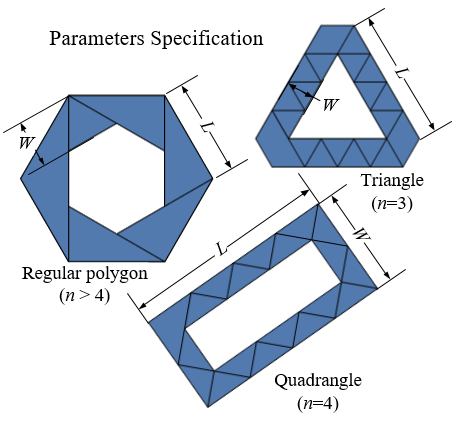 Parameters Specification
L
W
Triangle
(n=3)
W
L
Regular polygon
(n > 4)
L
W
Quadrangle
(n=4)